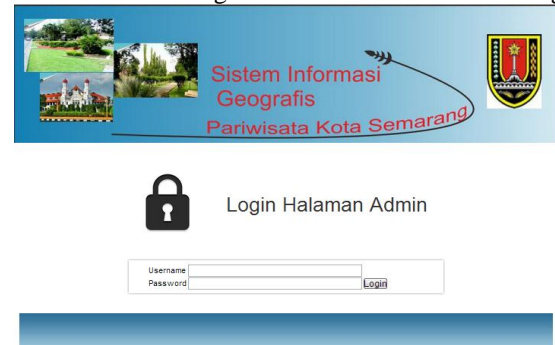 Sistem Informasi
Geografis
Pariwisata Kota Semarang
Login Halaman Admin
Username
Password
Login